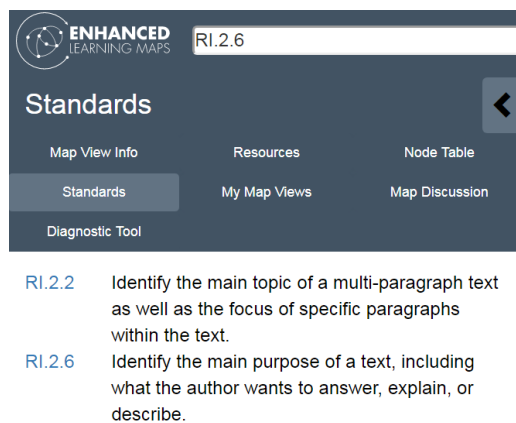 ENHANCED
LEARNING MAPS
RI.2.6
Standards
Map View Info Resources Node Table
Standards My Map Views Map Discussion
Diagnostic Tool
RI.2.2 Identify the main topic of a multi-paragraph text
as well as the focus of specific paragraphs
within the text.
RI.2.6 Identify the main purpose of a text, including
what the author wants to answer, explain, or
describe.